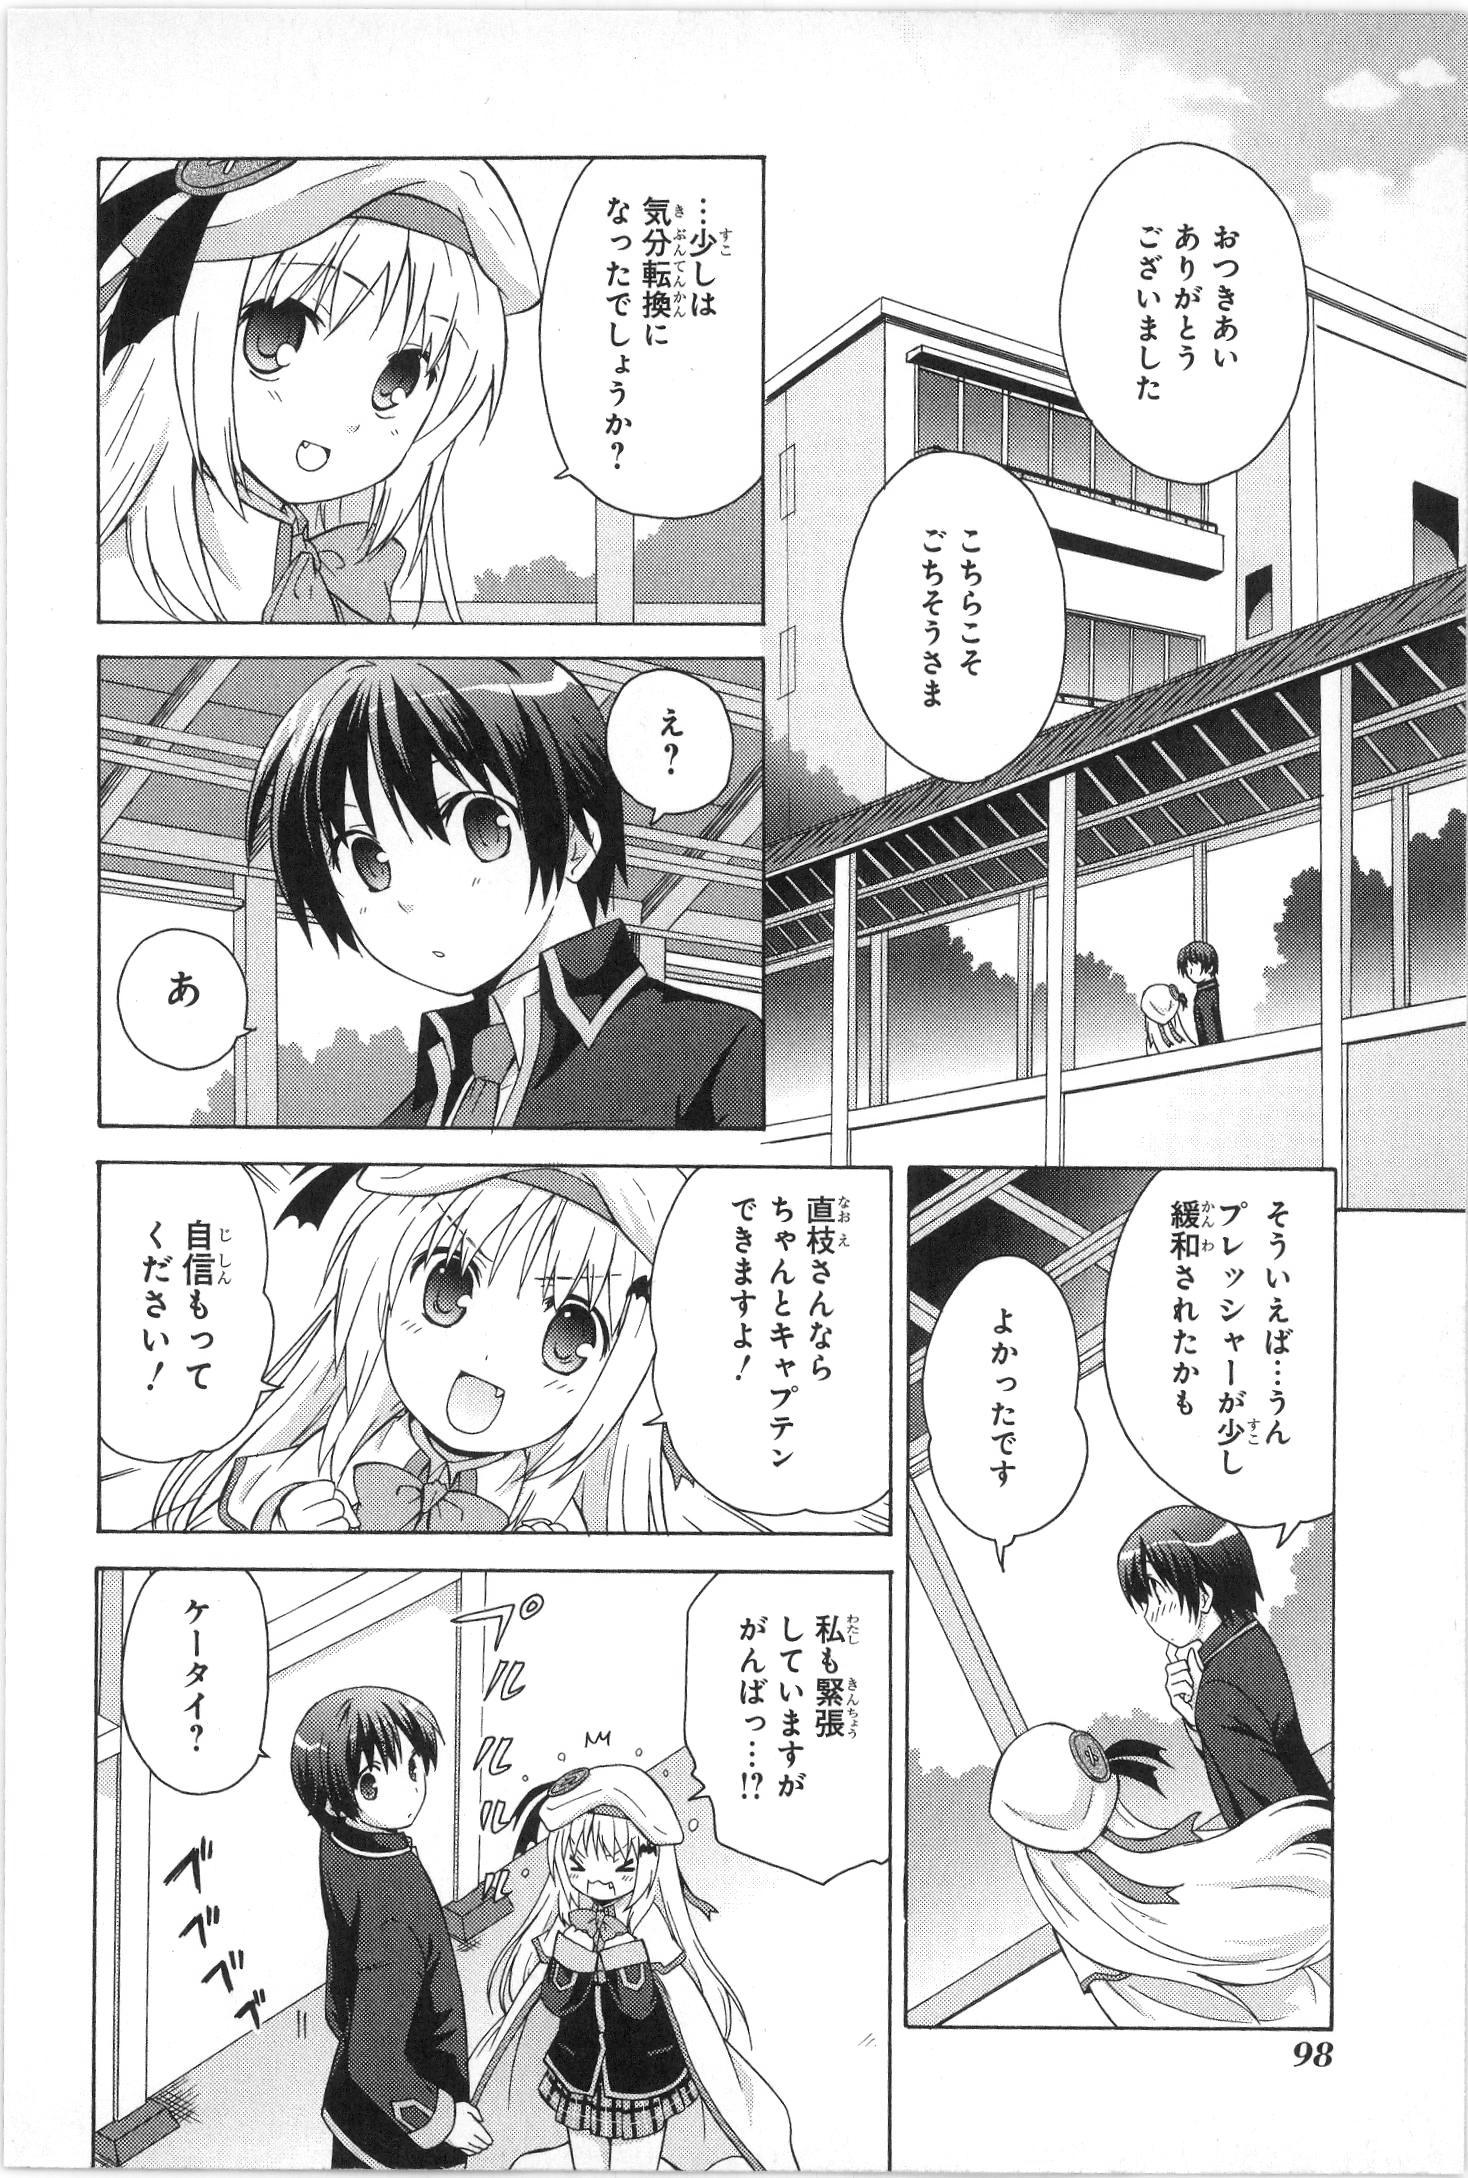 おつきあい
ありがとう
ございました
こちらこそ
ごちそうさま
…少しは
気分転換に
なったでしょうか?
え?
あ
そういえば…うん
プレッシャーが少し
緩和されたかも
よかったです
直枝さんなら
ちゃんとキャプテン
できますよ!
自信もって
ください!
私も緊張
していますが
がんばっ…!?
プルルルル
ケータイ?
ブブブブ
98